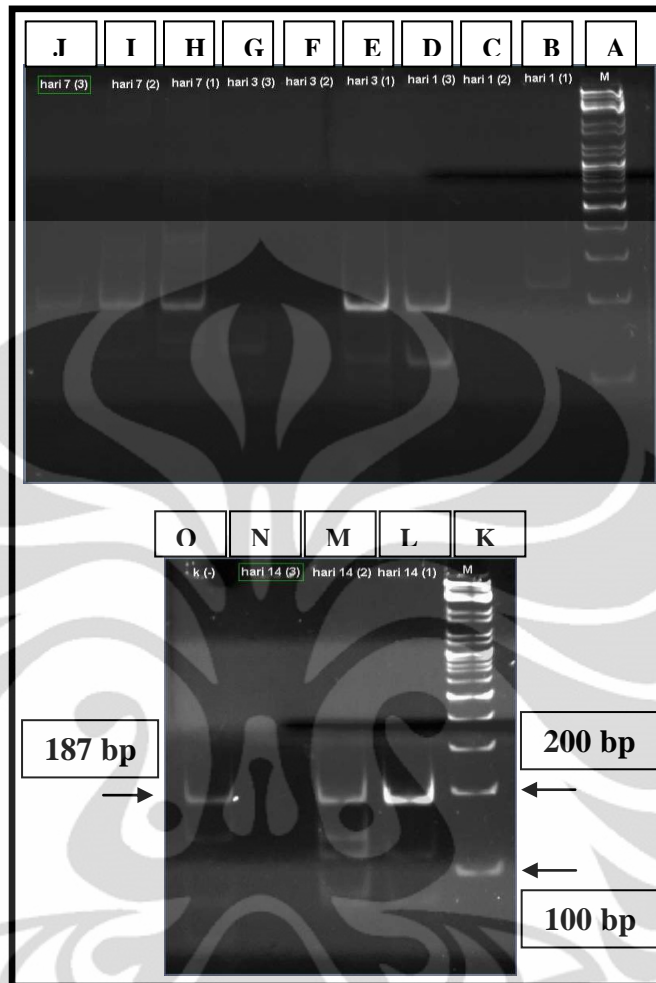 J I H G F E D C B A
hari 7 (3) hari 7 (2) hari 7 (1) hari 3 (3) hari 3 (2) hari 3 (1) hari 1 (3) hari 1 (2) hari 1 (1) M
O N M L K
k (-) hari 14 (3) hari 14 (2) hari 14 (1) M
187 bp 200 bp
100 bp